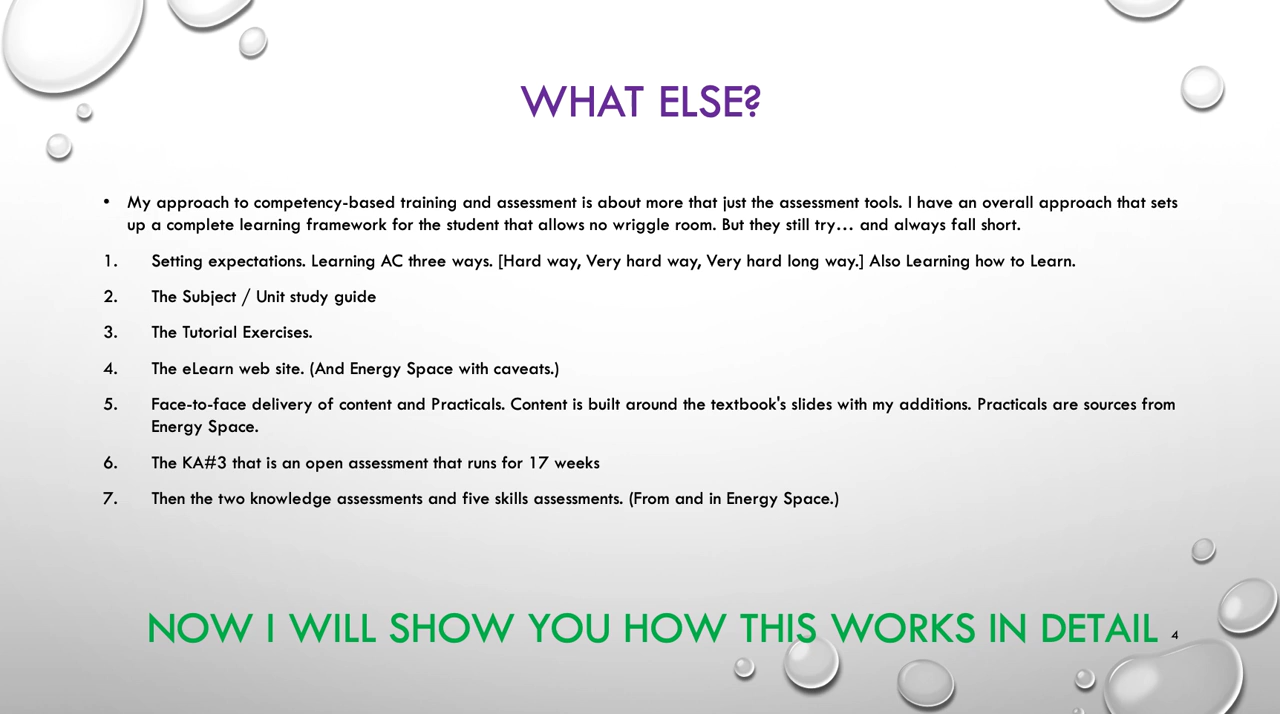 WHAT ELSE?
• My approach to competency-based training and assessment is about more that just the assessment tools. I have an overall approach that sets
up a complete learning framework for the student that allows no wriggle room. But they still try… and always fall short.
1. Setting expectations. Learning AC three ways. [Hard way, Very hard way, Very hard long way.] Also Learning how to Learn.
2. The Subject / Unit study guide
3. The Tutorial Exercises.
4. The eLearn web site. (And Energy Space with caveats.)
5. Face-to-face delivery of content and Practicals. Content is built around the textbook's slides with my additions. Practicals are sources from
Energy Space.
6. The KA#3 that is an open assessment that runs for 17 weeks
7. Then the two knowledge assessments and five skills assessments. (From and in Energy Space.)
NOW I WILL SHOW YOU HOW THIS WORKS IN DETAIL
4